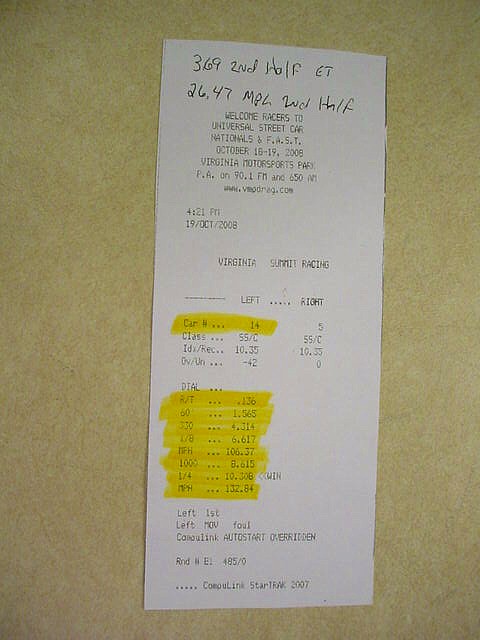 3.69 2nd Half ET
26.47 Mph 2nd Half
WELCOME RACERS TO
UNIVERSAL STREET CAR
NATIONALS & F.A.S.T.
OCTOBER 18-19, 2008
VIRGINIA MOTORSPORTS PARK
P.A. on 90.1 FM and 650 AM
www.vmpdrag.com
4:21 PM
19/OCT/2008
VIRGINIA SUMMIT RACING
LEFT ..... RIGHT
Car # ... 14 5
Class ... SS/C SS/C
Idx/Rec.. 10.35 10.35
Ov/Un ... -42 0
DIAL ...
R/T ... .136
60 ... 1.565
330 ... 4.314
1/8 ... 6.617
MPH ... 106.37
1000 ... 8.615
1/4 ... 10.308 <<WIN
MPH ... 132.84
Left 1st
Left MOV foul
Compulink AUTOSTART OVERRIDDEN
Rnd # E1 485/0
..... CompuLink StarTRAK 2007